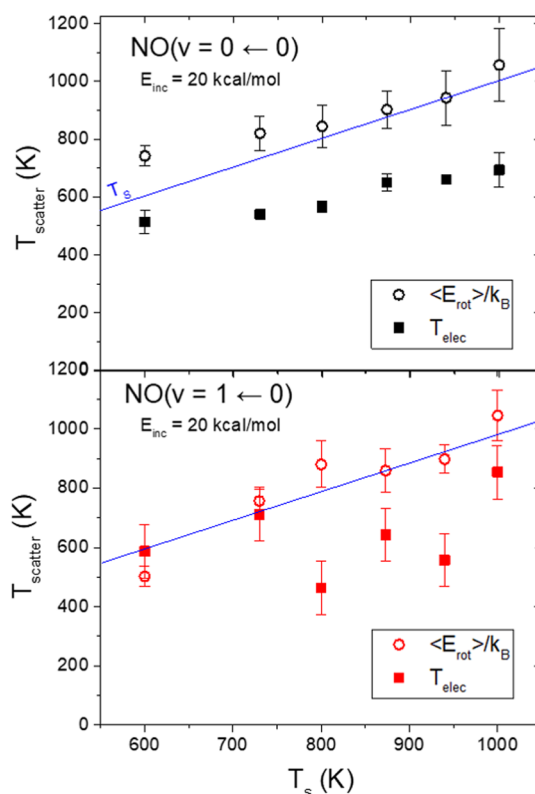 1200
NO(v = 0 ← 0)
E_inc = 20 kcal/mol
1000
800
T_s
T_scatter (K)
600
400
<E_rot>/k_B
200
T_elec
12000
NO(v = 1 ← 0)
E_inc = 20 kcal/mol
1000
800
T_scatter (K)
600
400
<E_rot>/k_B
200
T_elec
0
600 700 800 900 1000
T_s (K)